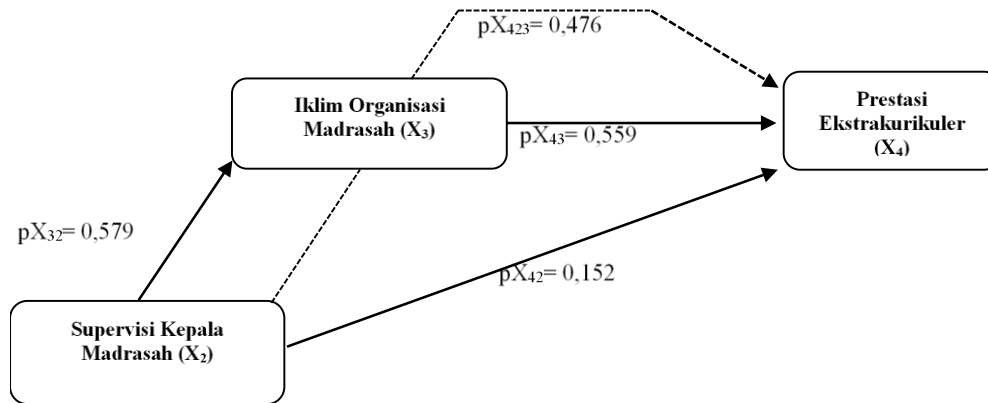 pX₄₂₃= 0,476
Iklim Organisasi
Madrasah (X₃)
Prestasi
Ekstrakurikuler
(X₄)
pX₄₃= 0,559
pX₃₂= 0,579
pX₄₂= 0,152
Supervisi Kepala
Madrasah (X₂)